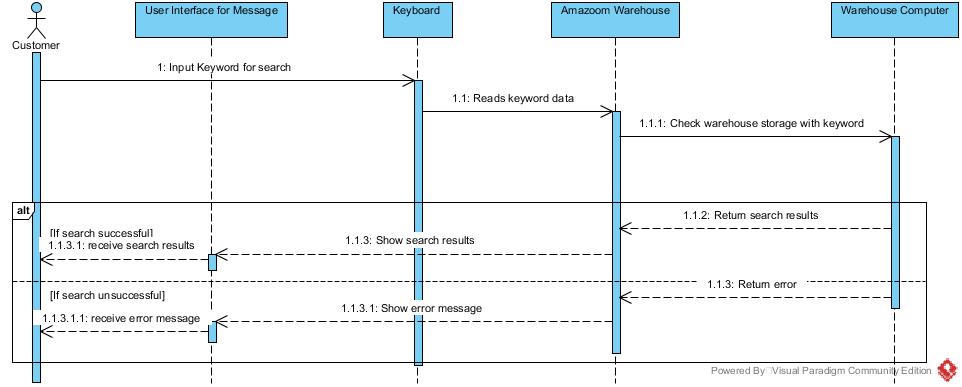 User Interface for Message
Keyboard
Amazoom Warehouse
Warehouse Computer
Customer
1: Input Keyword for search
1.1: Reads keyword data
1.1.1: Check warehouse storage with keyword
alt
1.1.2: Return search results
[If search successful]
1.1.3: Show search results
1.1.3.1: receive search results
1.1.3: Return error
[If search unsuccessful]
1.1.3.1: Show error message
1.1.3.1.1: receive error message
Powered By Visual Paradigm Community Edition